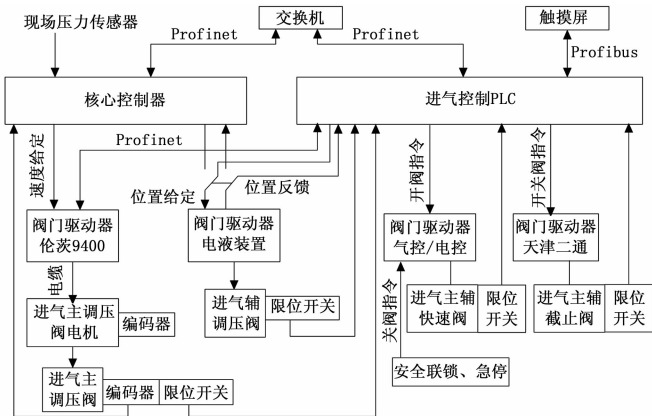 现场压力传感器
交换机
触摸屏
Profinet
Profinet
Profibus
核心控制器
进气控制PLC
速度给定
Profinet
位置给定
位置反馈
开阀指令
开关阀指令
阀门驱动器
伦茨9400
阀门驱动器
电液装置
阀门驱动器
气控/电控
阀门驱动器
天津二通
电缆
进气主调压
阀电机
编码器
进气辅
调压阀
限位开关
关阀指令
进气主辅
快速阀
限位
开关
进气主辅
截止阀
限位
开关
进气主
调压阀
编码器
限位开关
安全联锁、急停